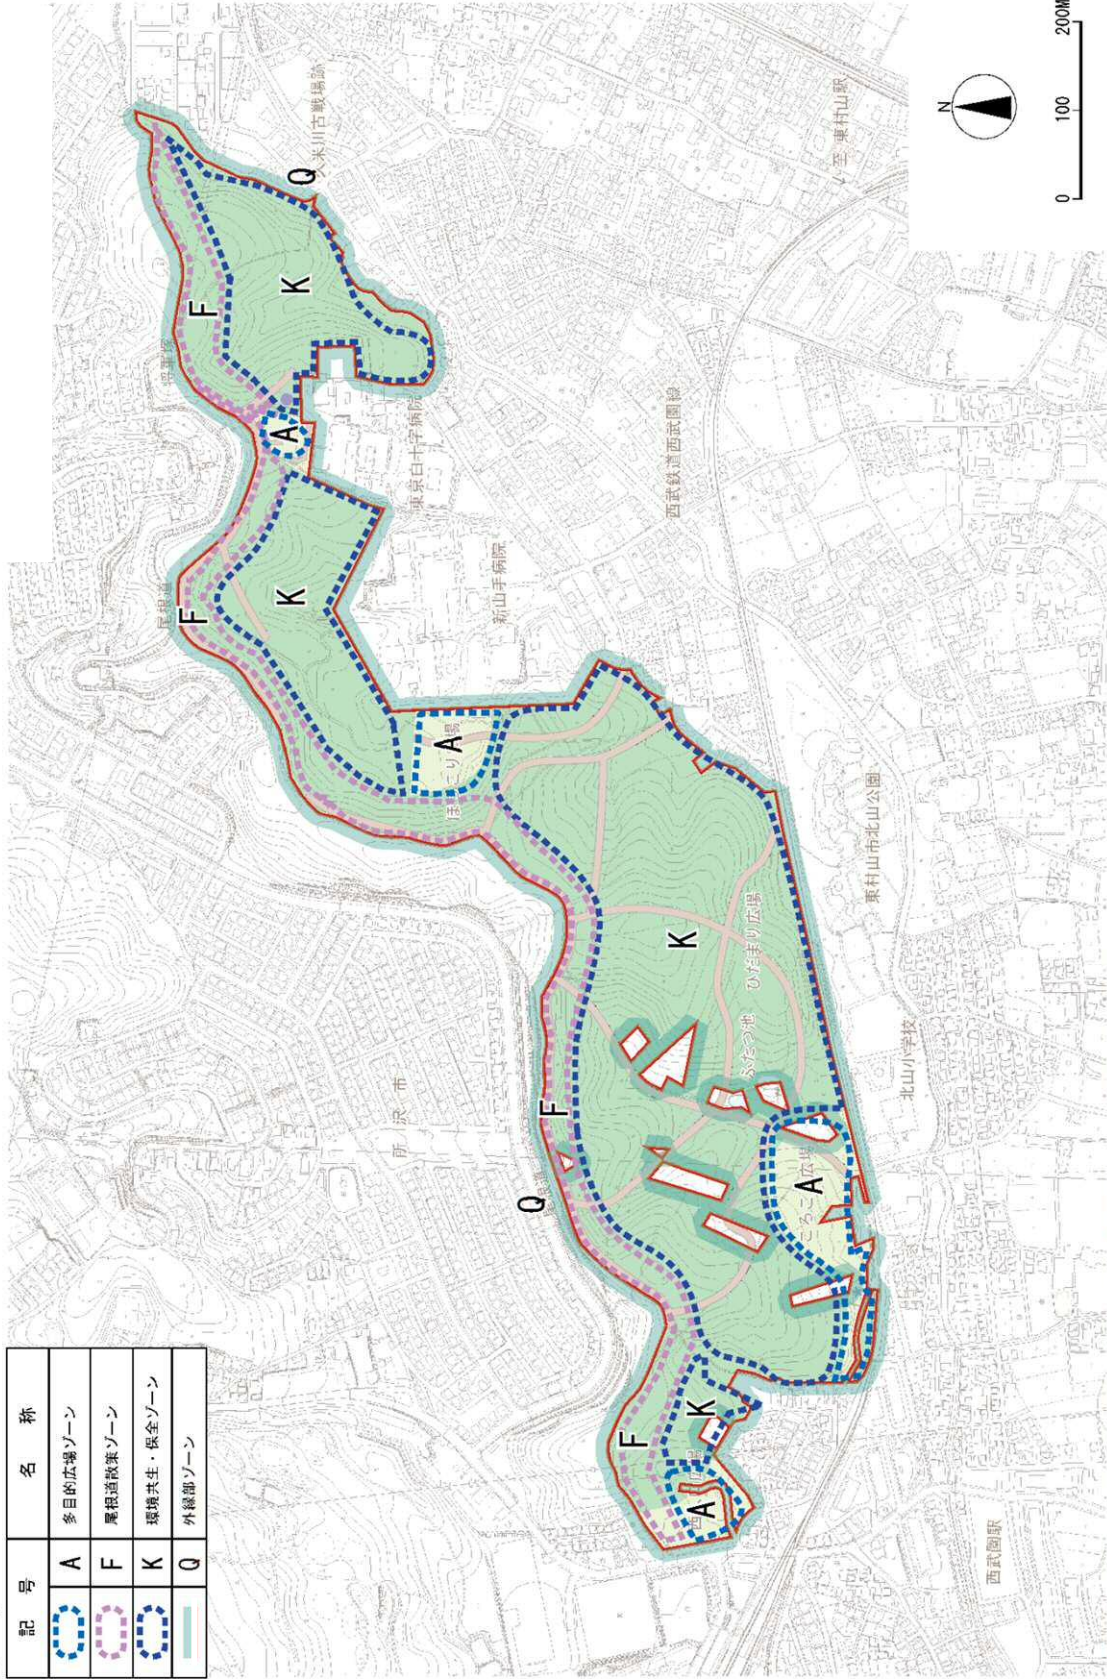 記 号 名 称
A 多目的広場ゾーン
F 尾根道散策ゾーン
K 環境共生・保全ゾーン
Q 外縁部ゾーン
所 沢 市
尾根道
久米川古戦場跡
Q
F
K
A
東京白十字病院
F
K
新山手病院
A
K
ひだまり広場
ふたつ池
F
Q
A
F
K
A
西武鉄道西武園線
至 東村山駅
東村山市北山公園
北山小学校
西武園駅
N
0 100 200M